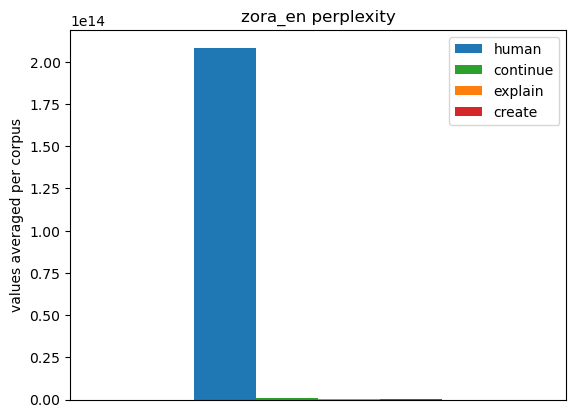 zora_en perplexity
1e14
human
continue
explain
create
2.00
1.75
1.50
1.25
1.00
0.75
0.50
0.25
0.00
values averaged per corpus